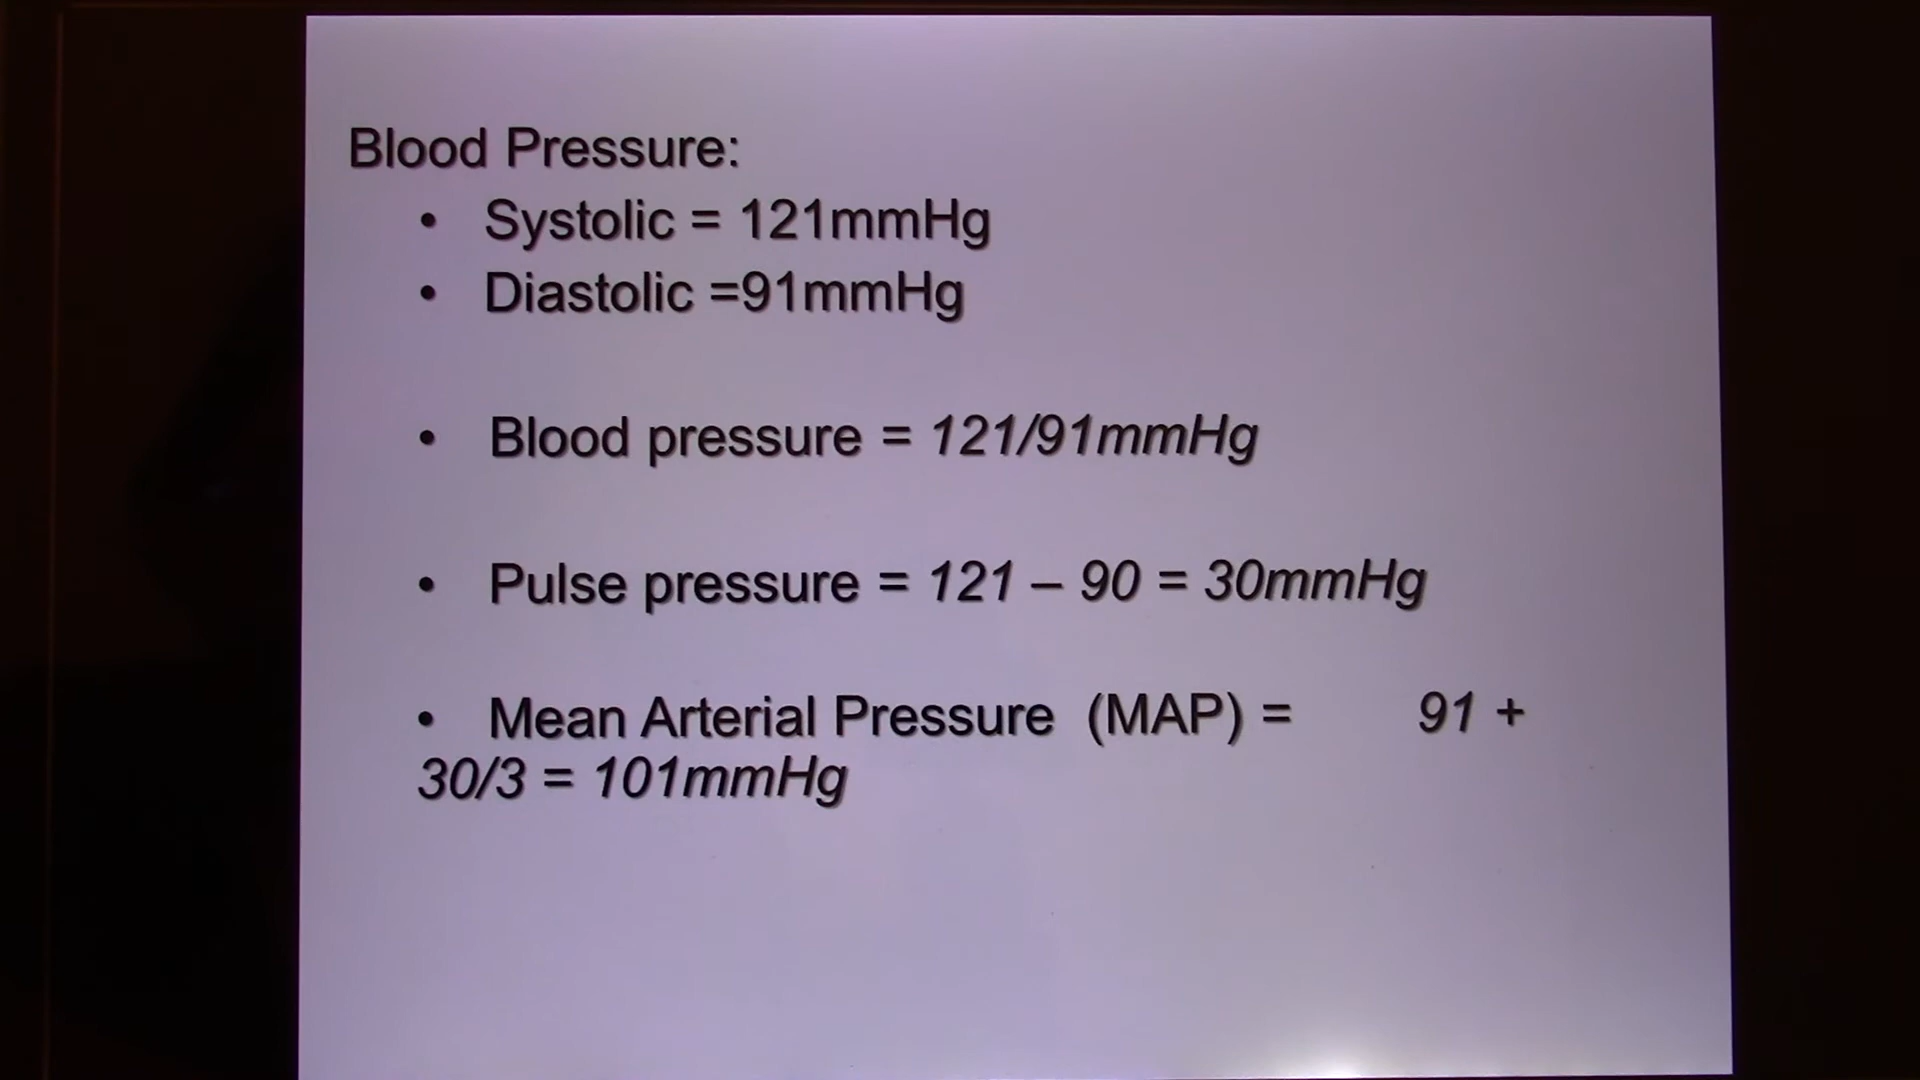 Blood Pressure:
• Systolic = 121mmHg
• Diastolic =91mmHg
• Blood pressure = 121/91mmHg
• Pulse pressure = 121 – 90 = 30mmHg
• Mean Arterial Pressure (MAP) = 91 +
30/3 = 101mmHg